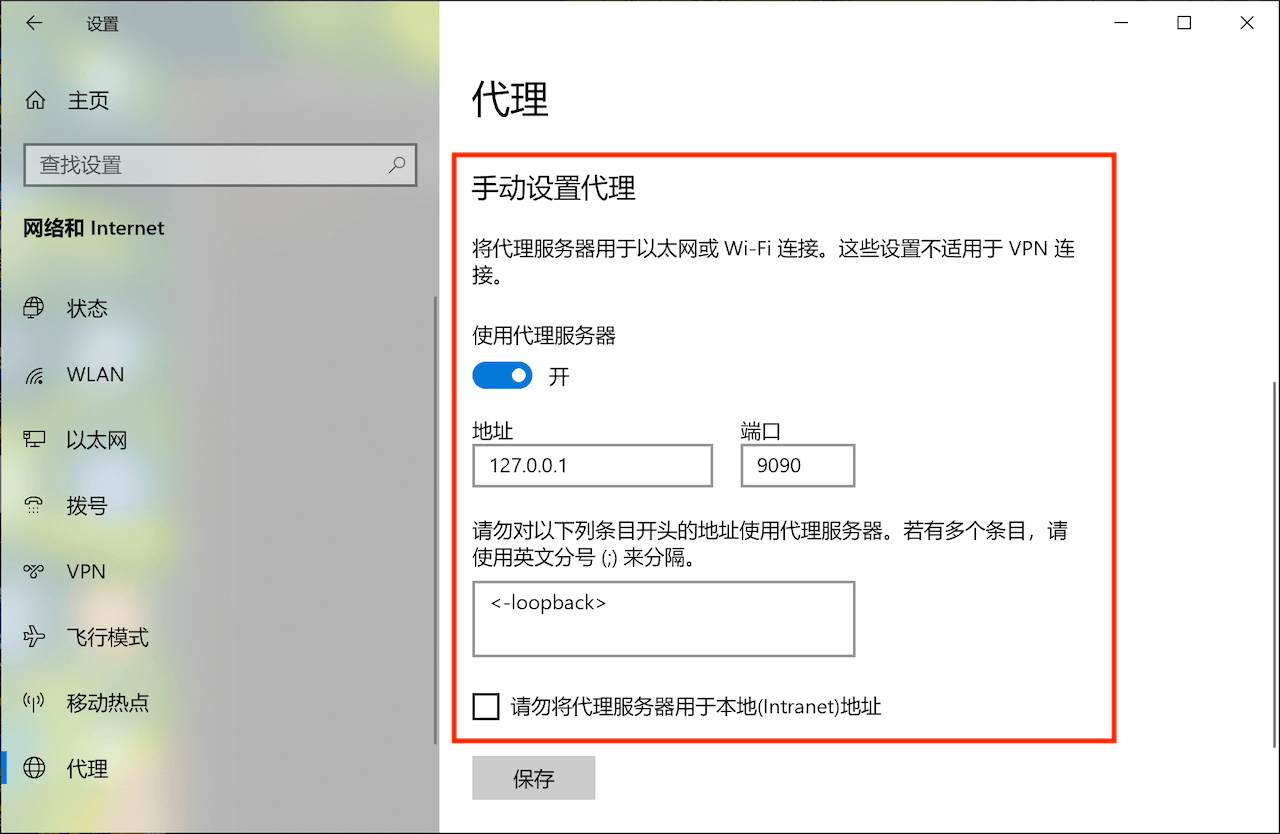 设置
主页
查找设置
网络和 Internet
状态
WLAN
以太网
拨号
VPN
飞行模式
移动热点
代理
代理
手动设置代理
将代理服务器用于以太网或 Wi-Fi 连接。这些设置不适用于 VPN 连
接。
使用代理服务器
开
地址
端口
127.0.0.1
9090
请勿对以下列条目开头的地址使用代理服务器。若有多个条目，请
使用英文分号 (;) 来分隔。
<-loopback>
请勿将代理服务器用于本地(Intranet)地址
保存